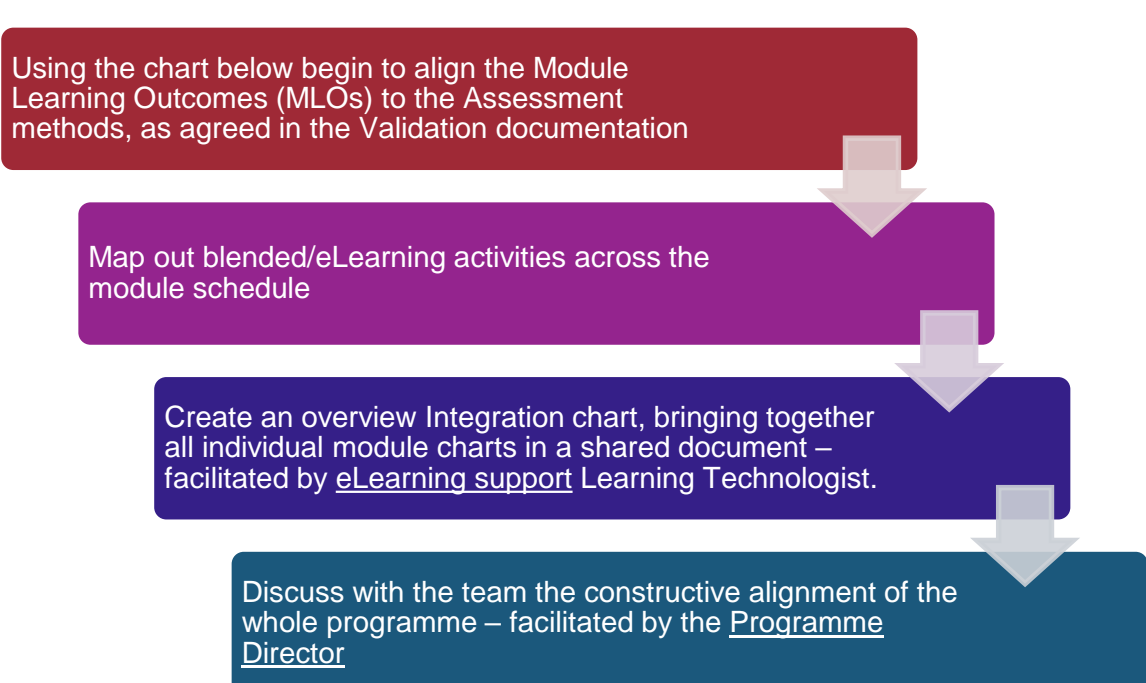 Using the chart below begin to align the Module
Learning Outcomes (MLOs) to the Assessment
methods, as agreed in the Validation documentation
Map out blended/eLearning activities across the
module schedule
Create an overview Integration chart, bringing together
all individual module charts in a shared document –
facilitated by eLearning support Learning Technologist.
Discuss with the team the constructive alignment of the
whole programme – facilitated by the Programme
Director